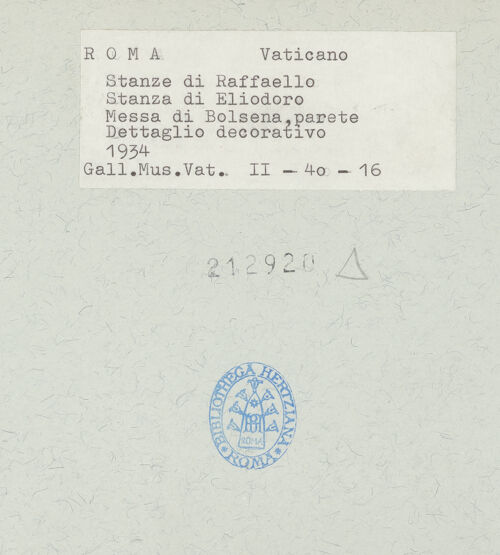 R O M A Vaticano
Stanze di Raffaello
Stanza di Eliodoro
Messa di Bolsena,parete
Dettaglio decorativo
1934
Gall.Mus.Vat. II - 40 - 16
212920
BIBLIOTHECA HERTZIANA
ROMA
ROMA